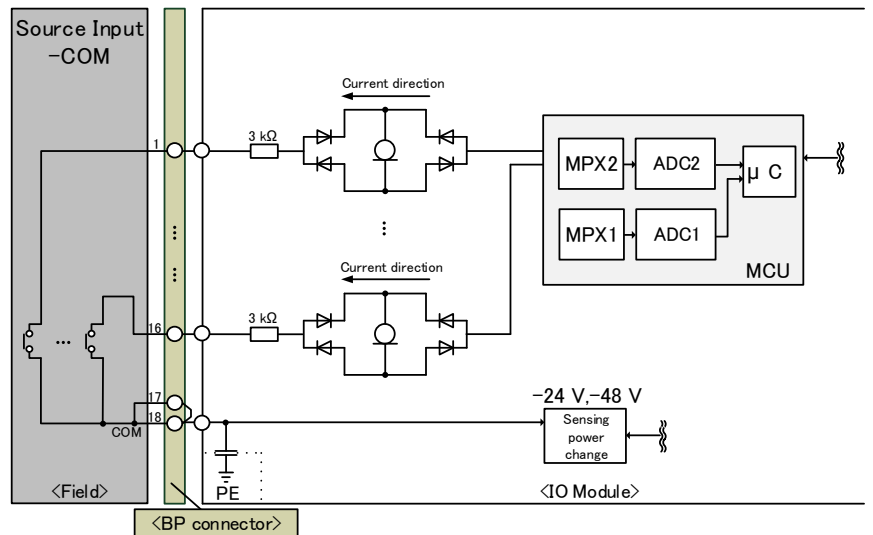 Source Input
-COM
Current direction
1
3 kΩ
MPX2
ADC2
μ C
MPX1
ADC1
MCU
Current direction
16
3 kΩ
17
18
COM
-24 V,-48 V
Sensing
power
change
PE
<Field>
<IO Module>
<BP connector>